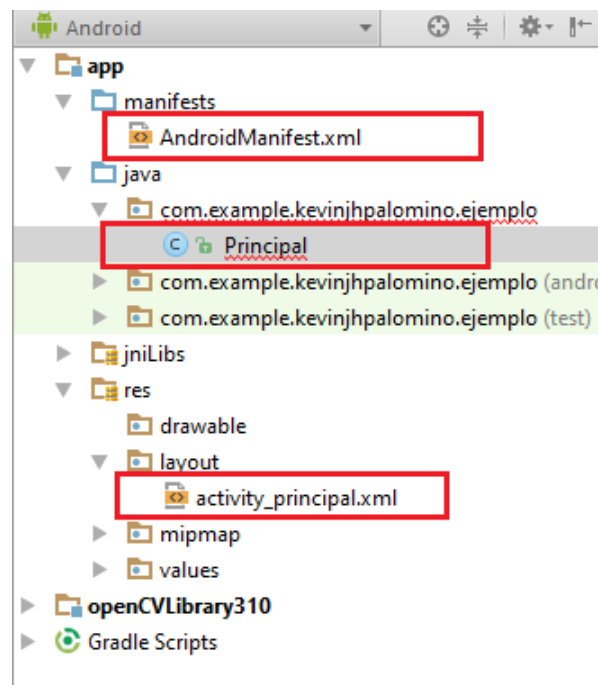 Android
app
manifests
AndroidManifest.xml
java
com.example.kevinjhpalomino.ejemplo
Principal
com.example.kevinjhpalomino.ejemplo (andro
com.example.kevinjhpalomino.ejemplo (test)
jniLibs
res
drawable
layout
activity_principal.xml
mipmap
values
openCVLibrary310
Gradle Scripts